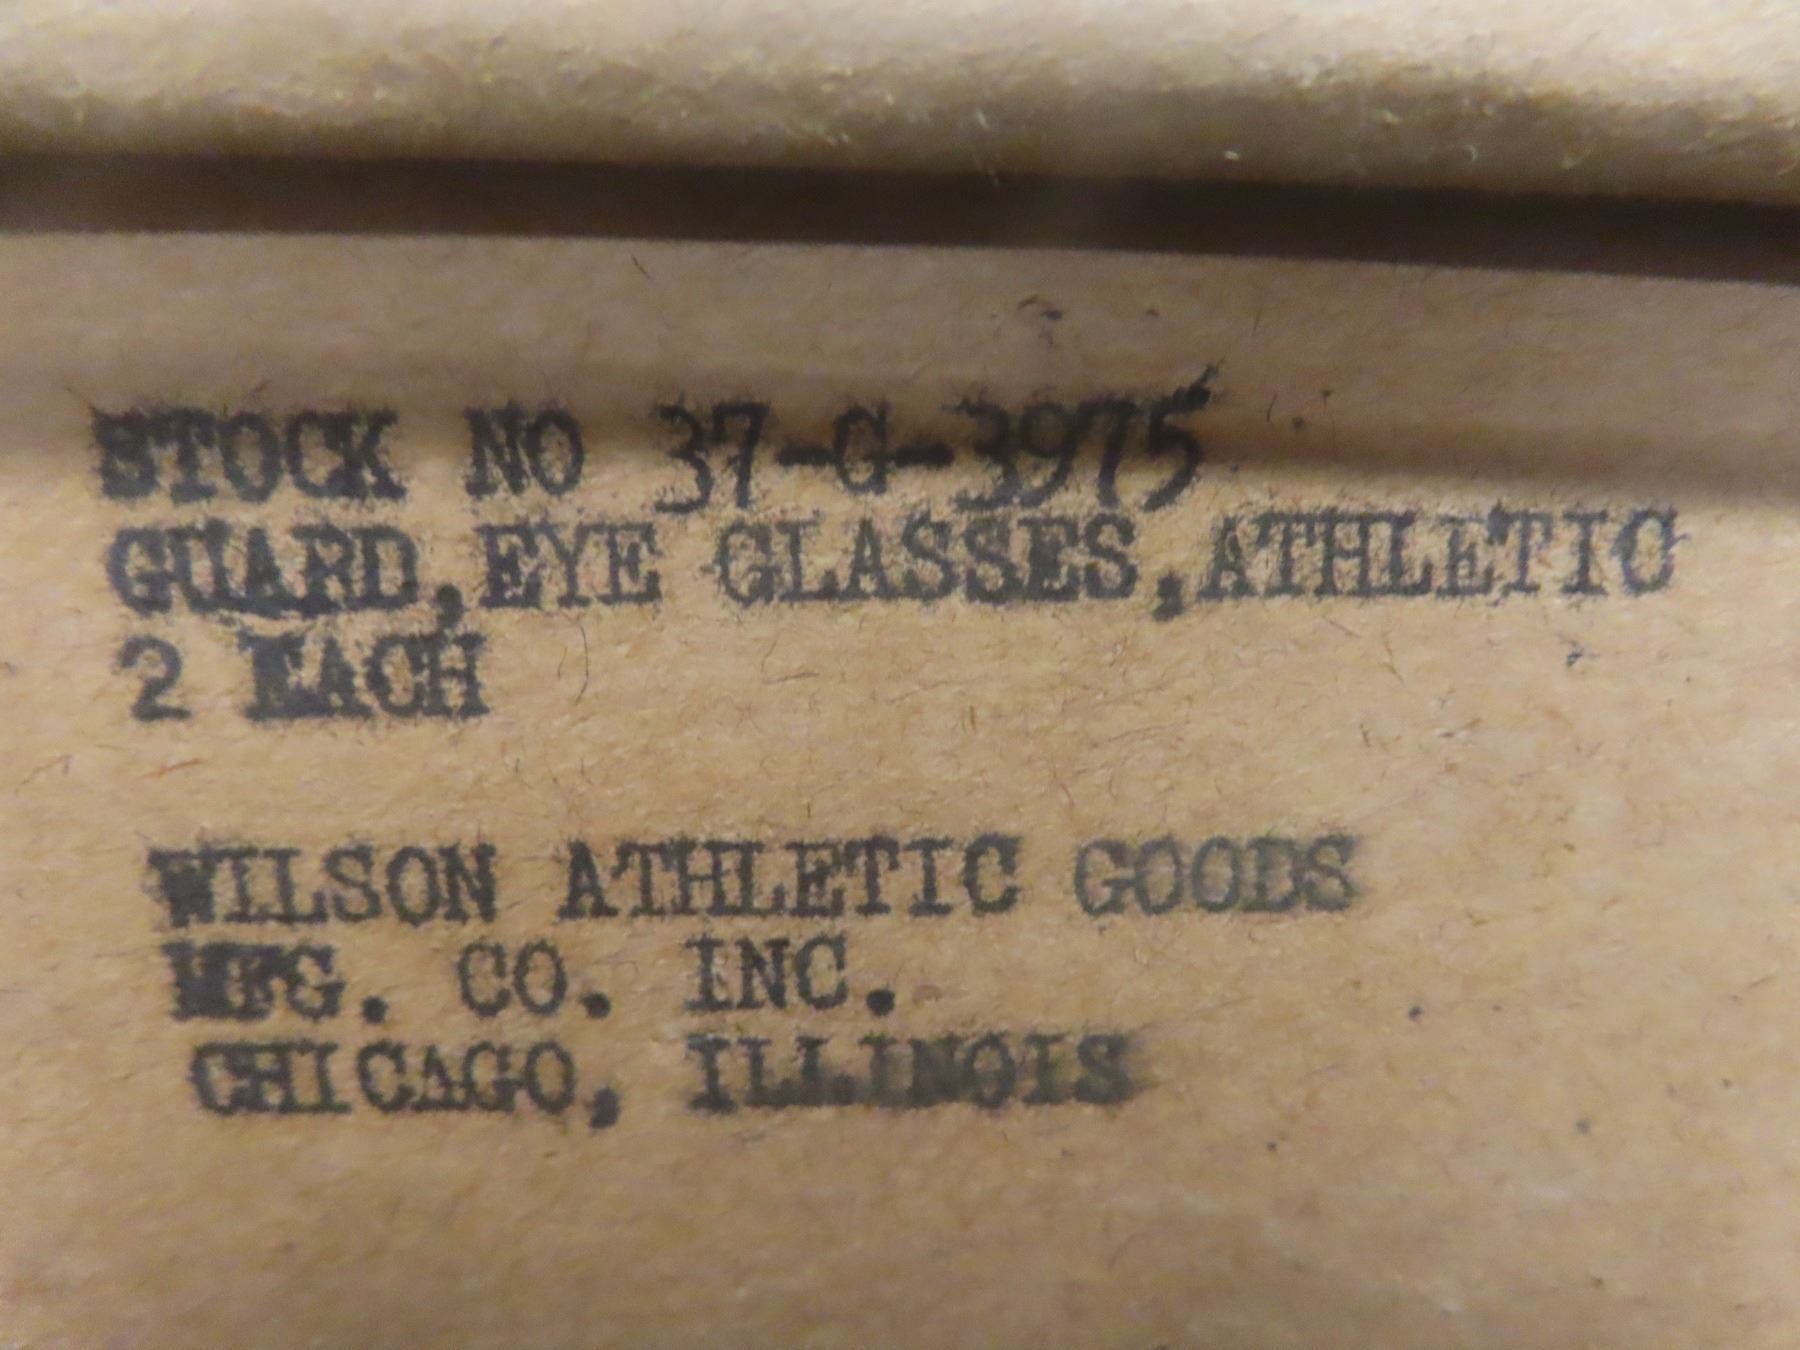 STOCK NO 37-G-3975
GUARD,EYE GLASSES,ATHLETIC
2 EACH
WILSON ATHLETIC GOODS
MFG. CO. INC.
CHICAGO, ILLINOIS